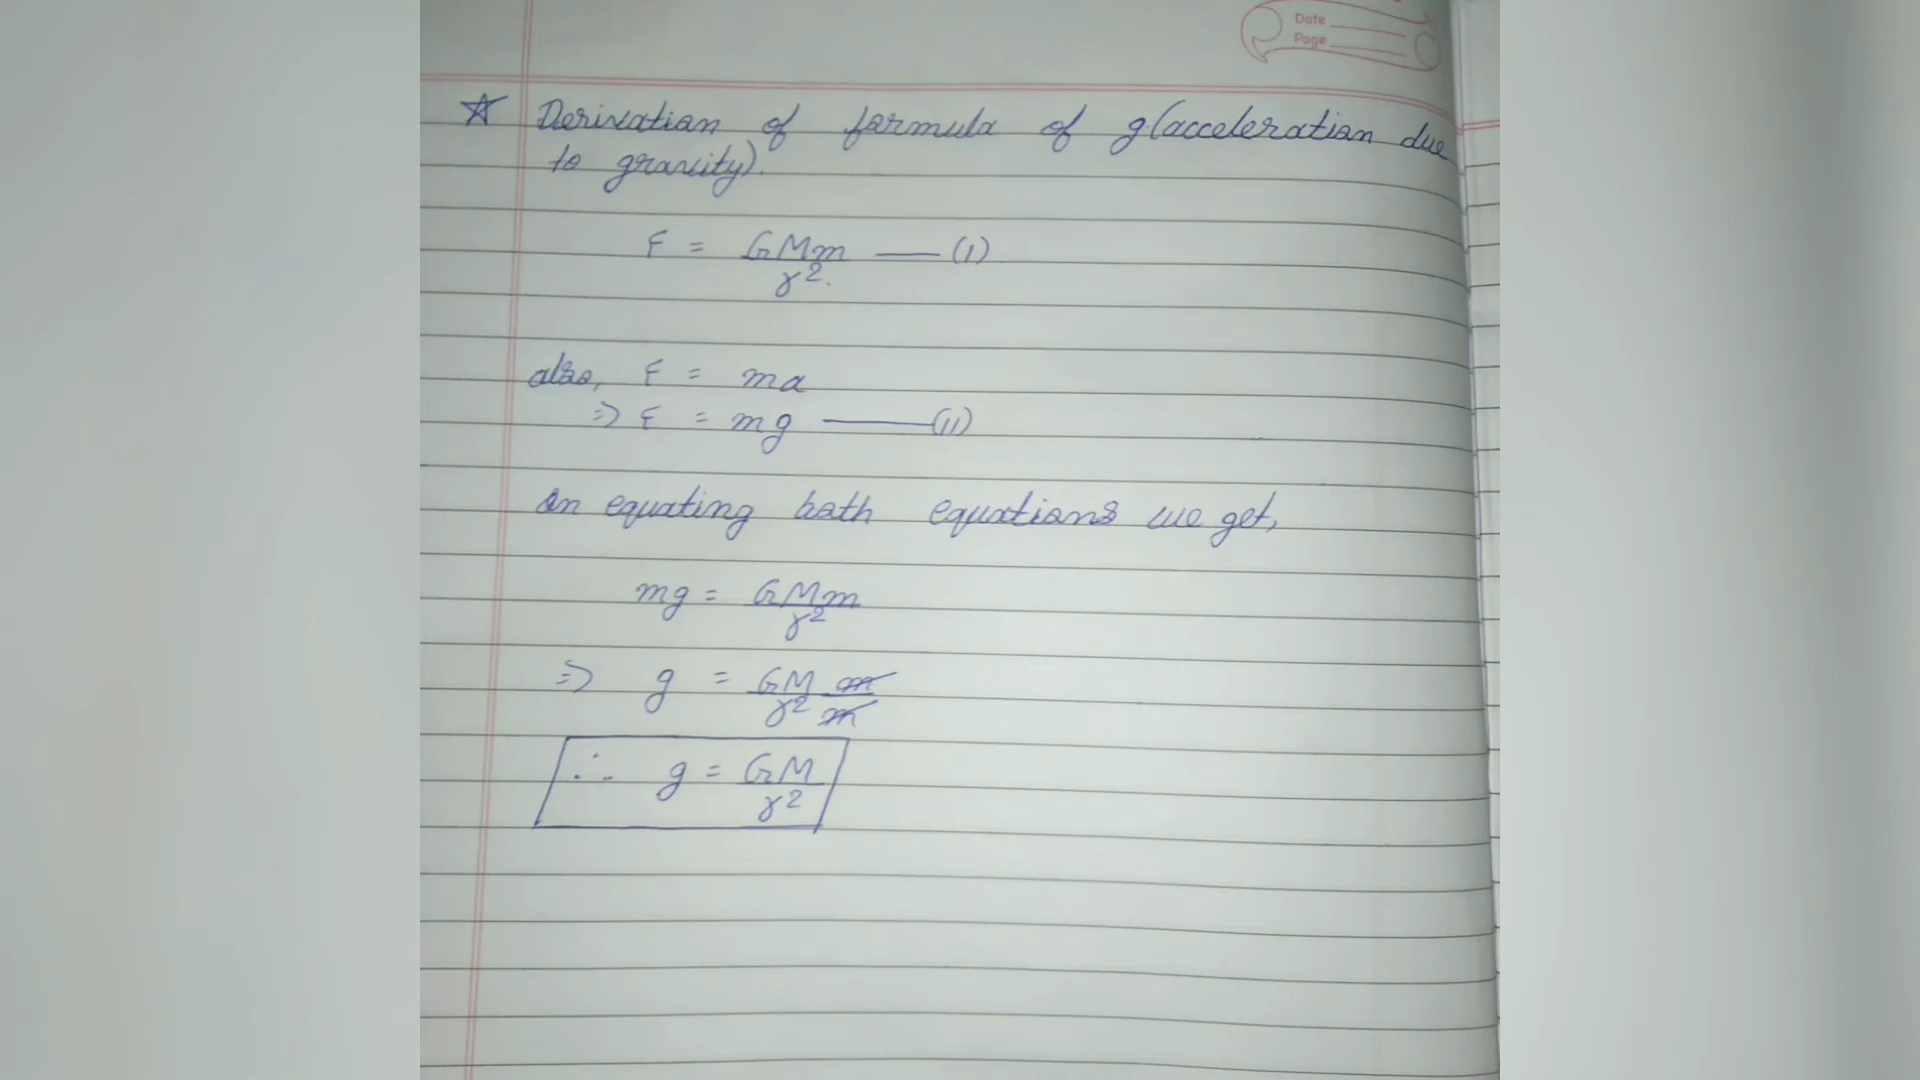 Date
Page
☆ Derivation of formula of g(acceleration due
to gravity).
F = GMm/r². —— (I)
also, F = ma
⇒ F = mg ——— (II)
On equating both equations we get,
mg = GMm/r²
⇒ g = GM m/r² m
∴ g = GM/r²